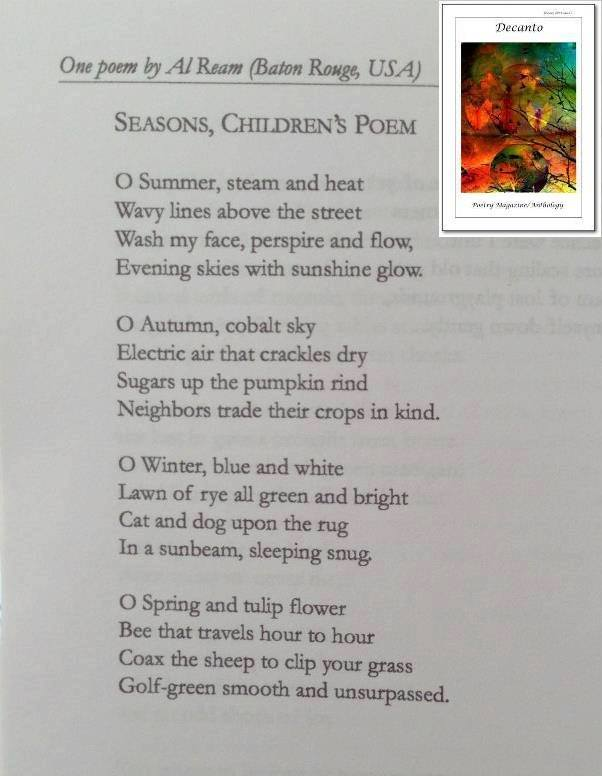 One poem by Al Ream (Baton Rouge, USA)
SEASONS, CHILDREN'S POEM
O Summer, steam and heat
Wavy lines above the street
Wash my face, perspire and flow,
Evening skies with sunshine glow.
O Autumn, cobalt sky
Electric air that crackles dry
Sugars up the pumpkin rind
Neighbors trade their crops in kind.
O Winter, blue and white
Lawn of rye all green and bright
Cat and dog upon the rug
In a sunbeam, sleeping snug.
O Spring and tulip flower
Bee that travels hour to hour
Coax the sheep to clip your grass
Golf-green smooth and unsurpassed.
Decanto
Poetry Magazine/Anthology